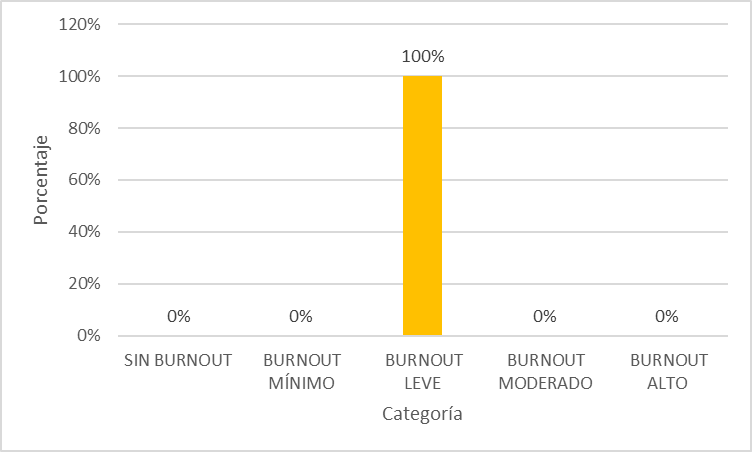 120%
100%
80%
60%
40%
20%
0%
Porcentaje
0%
0%
100%
0%
0%
SIN BURNOUT
BURNOUT
MÍNIMO
BURNOUT
LEVE
BURNOUT
MODERADO
BURNOUT
ALTO
Categoría